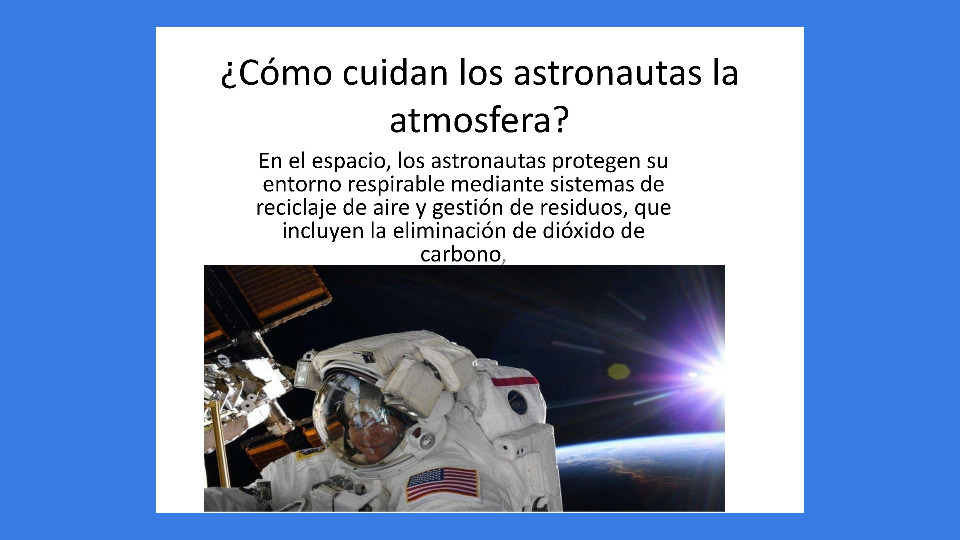 ¿Cómo cuidan los astronautas la
atmosfera?
En el espacio, los astronautas protegen su
entorno respirable mediante sistemas de
reciclaje de aire y gestión de residuos, que
incluyen la eliminación de dióxido de
carbono,